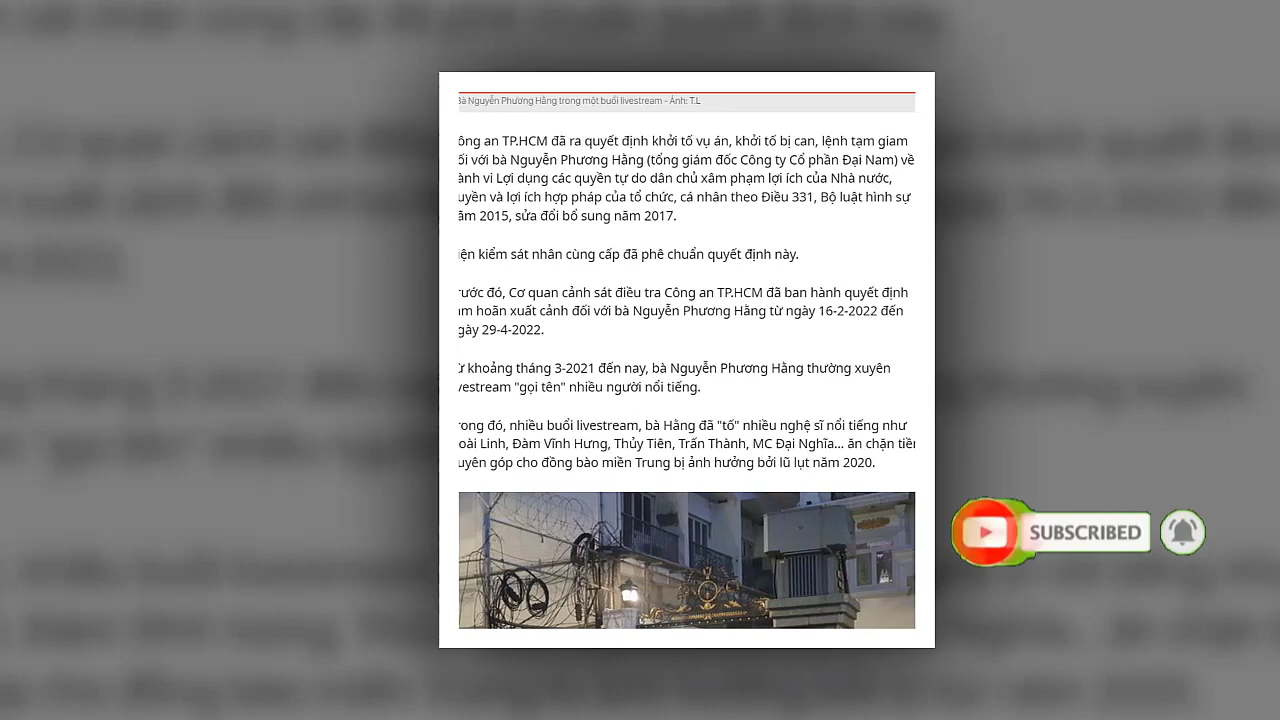 Bà Nguyễn Phương Hằng trong một buổi livestream - Ảnh: T.L
ông an TP.HCM đã ra quyết định khởi tố vụ án, khởi tố bị can, lệnh tạm giam
ối với bà Nguyễn Phương Hằng (tổng giám đốc Công ty Cổ phần Đại Nam) về
ành vi Lợi dụng các quyền tự do dân chủ xâm phạm lợi ích của Nhà nước,
uyền và lợi ích hợp pháp của tổ chức, cá nhân theo Điều 331, Bộ luật hình sự
ăm 2015, sửa đổi bổ sung năm 2017.
iện kiểm sát nhân cùng cấp đã phê chuẩn quyết định này.
rước đó, Cơ quan cảnh sát điều tra Công an TP.HCM đã ban hành quyết định
ạm hoãn xuất cảnh đối với bà Nguyễn Phương Hằng từ ngày 16-2-2022 đến
gày 29-4-2022.
ừ khoảng tháng 3-2021 đến nay, bà Nguyễn Phương Hằng thường xuyên
vestream "gọi tên" nhiều người nổi tiếng.
rong đó, nhiều buổi livestream, bà Hằng đã "tố" nhiều nghệ sĩ nổi tiếng như
oài Linh, Đàm Vĩnh Hưng, Thủy Tiên, Trấn Thành, MC Đại Nghĩa... ăn chặn tiền
uyên góp cho đồng bào miền Trung bị ảnh hưởng bởi lũ lụt năm 2020.
SUBSCRIBED